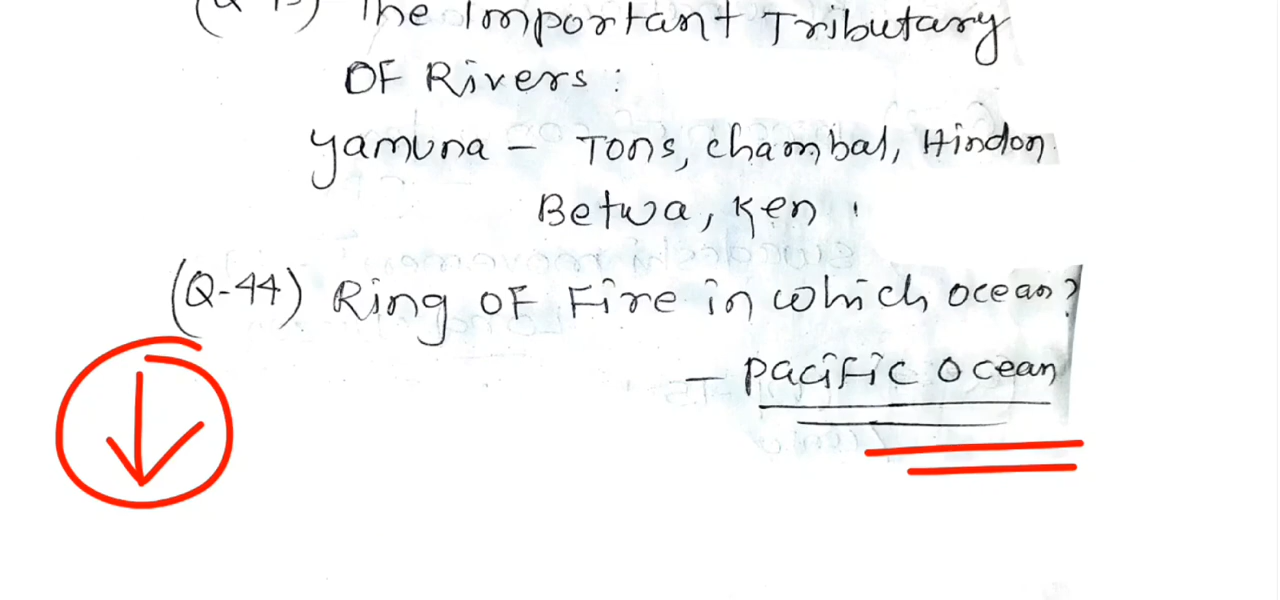 The Important Tributary
OF Rivers :
Yamuna - Tons, Chambal, Hindon
Betwa, Ken.
(Q-44) Ring OF Fire in which ocean?
- Pacific Ocean